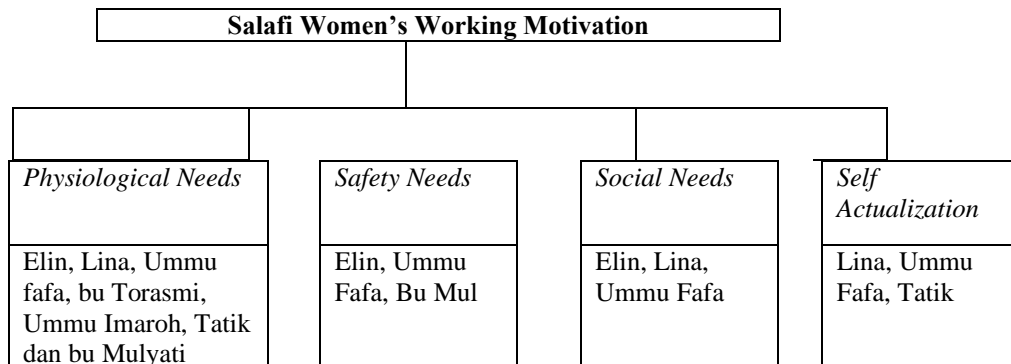 Salafi Women's Working Motivation
Physiological Needs
Elin, Lina, Ummu
fafa, bu Torasmi,
Ummu Imaroh, Tatik
dan bu Mulyati
Safety Needs
Elin, Ummu
Fafa, Bu Mul
Social Needs
Elin, Lina,
Ummu Fafa
Self
Actualization
Lina, Ummu
Fafa, Tatik